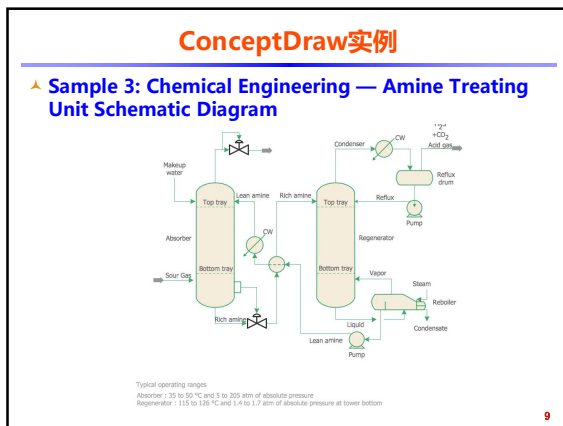 ConceptDraw实例
Sample 3: Chemical Engineering — Amine Treating
Unit Schematic Diagram
+CO2
Acid gas
Condenser
CW
Makeup
water
Reflux
drum
Lean amine
Rich amine
Top tray
Top tray
Reflux
Pump
CW
Absorber
Regenerator
Bottom tray
Bottom tray
Vapor
Sour Gas
Steam
Reboiler
Rich amine
Liquid
Condensate
Lean amine
Pump
Typical operating ranges
Absorber : 35 to 50 °C and 5 to 205 atm of absolute pressure
Regenerator : 115 to 126 °C and 1.4 to 1.7 atm of absolute pressure at tower bottom
9